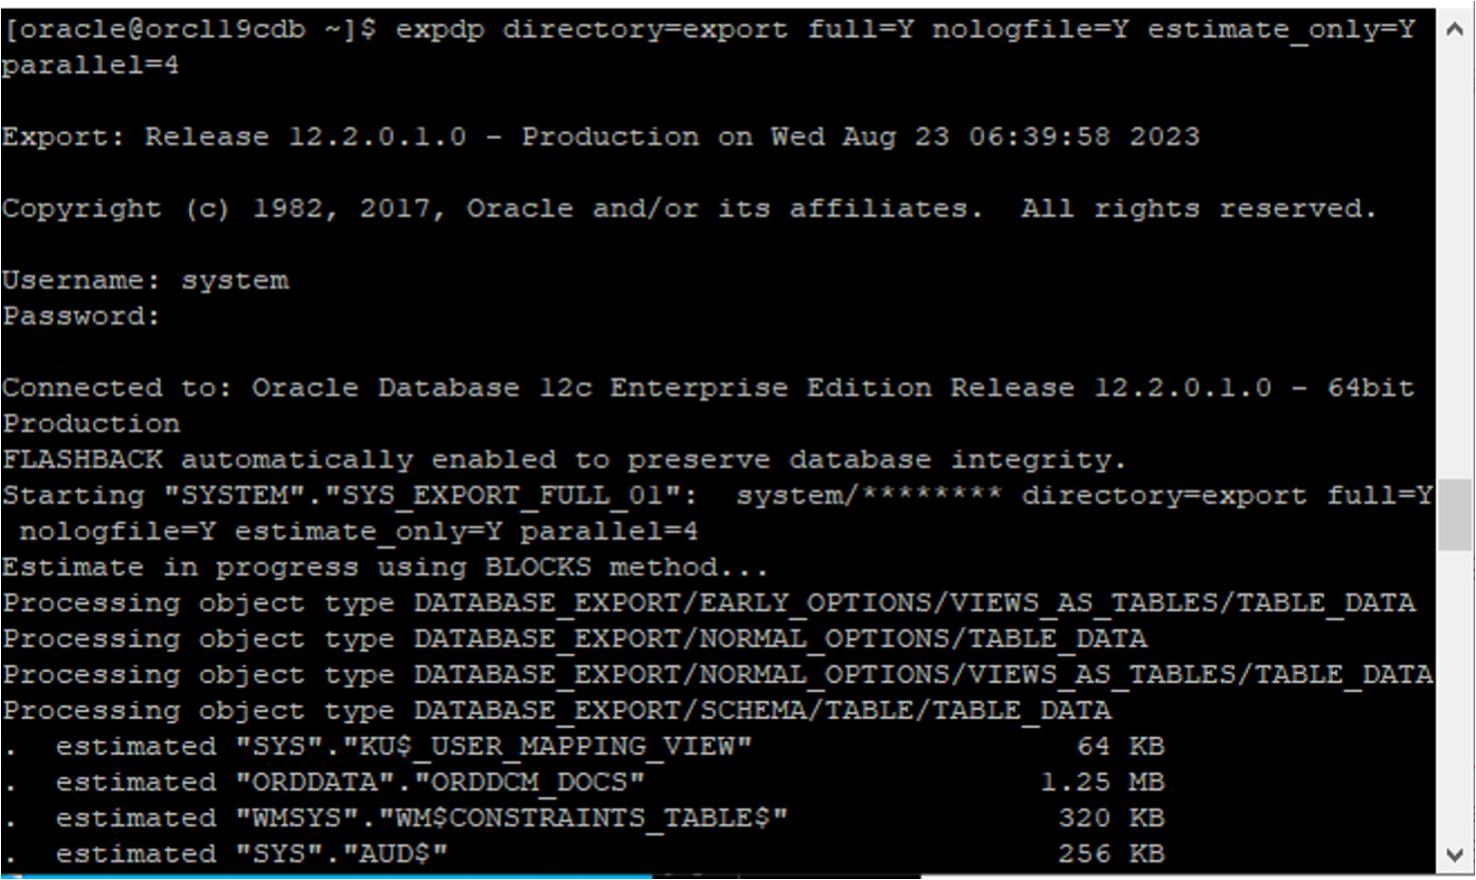 [oracle@orcl19cdb ~]$ expdp directory=export full=Y nologfile=Y estimate_only=Y
parallel=4
Export: Release 12.2.0.1.0 - Production on Wed Aug 23 06:39:58 2023
Copyright (c) 1982, 2017, Oracle and/or its affiliates.  All rights reserved.
Username: system
Password:
Connected to: Oracle Database 12c Enterprise Edition Release 12.2.0.1.0 - 64bit
Production
FLASHBACK automatically enabled to preserve database integrity.
Starting "SYSTEM"."SYS_EXPORT_FULL_01":  system/******** directory=export full=Y
 nologfile=Y estimate_only=Y parallel=4
Estimate in progress using BLOCKS method...
Processing object type DATABASE_EXPORT/EARLY_OPTIONS/VIEWS_AS_TABLES/TABLE_DATA
Processing object type DATABASE_EXPORT/NORMAL_OPTIONS/TABLE_DATA
Processing object type DATABASE_EXPORT/NORMAL_OPTIONS/VIEWS_AS_TABLES/TABLE_DATA
Processing object type DATABASE_EXPORT/SCHEMA/TABLE/TABLE_DATA
.  estimated "SYS"."KU$_USER_MAPPING_VIEW"                  64 KB
.  estimated "ORDDATA"."ORDDCM_DOCS"                      1.25 MB
.  estimated "WMSYS"."WM$CONSTRAINTS_TABLE$"               320 KB
.  estimated "SYS"."AUD$"                                  256 KB